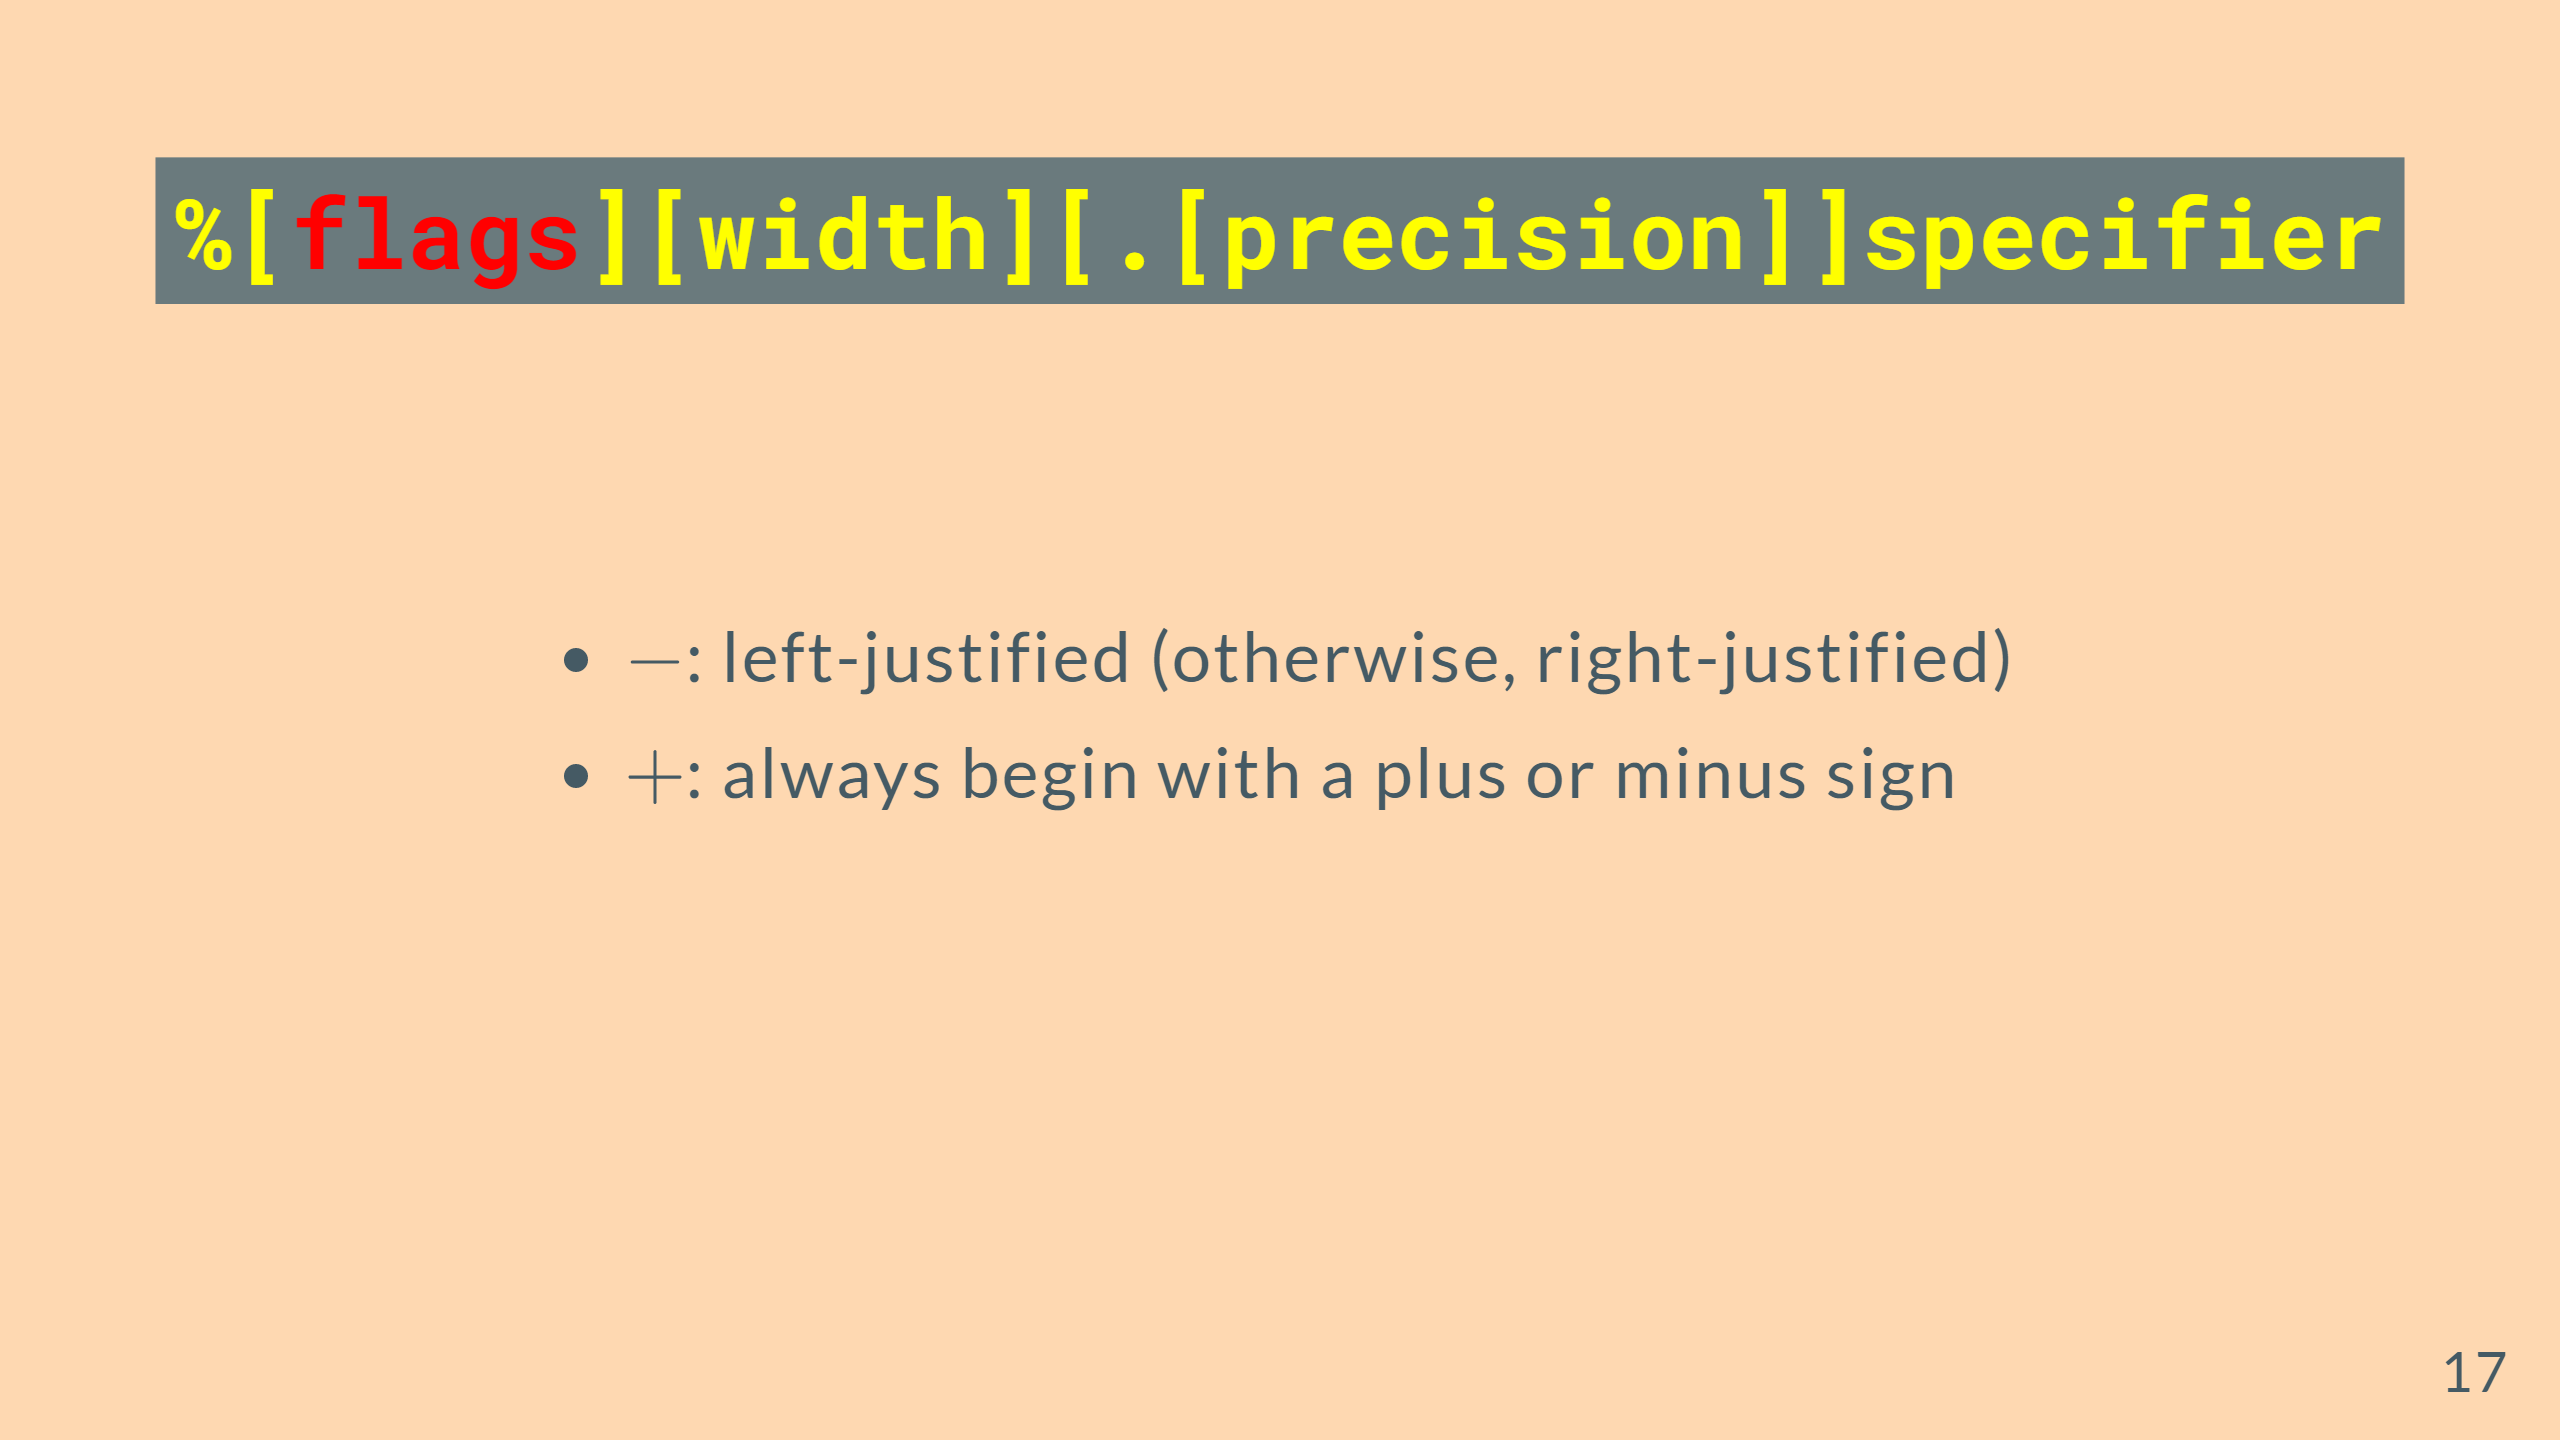 %[flags][width][.[precision]]specifier
• −: left-justified (otherwise, right-justified)
• +: always begin with a plus or minus sign
17